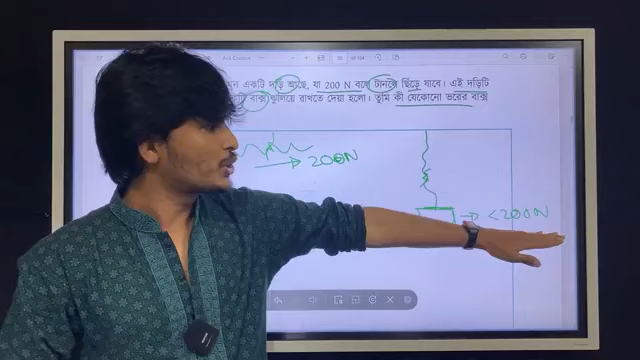 একটি দড়ি আছে, যা 200 N বলে টানলে ছিঁড়ে যাবে। এই দড়িটি
বাক্স ঝুলিয়ে রাখতে দেয়া হলো। তুমি কী যেকোনো ভরের বাক্স
200N
<200N